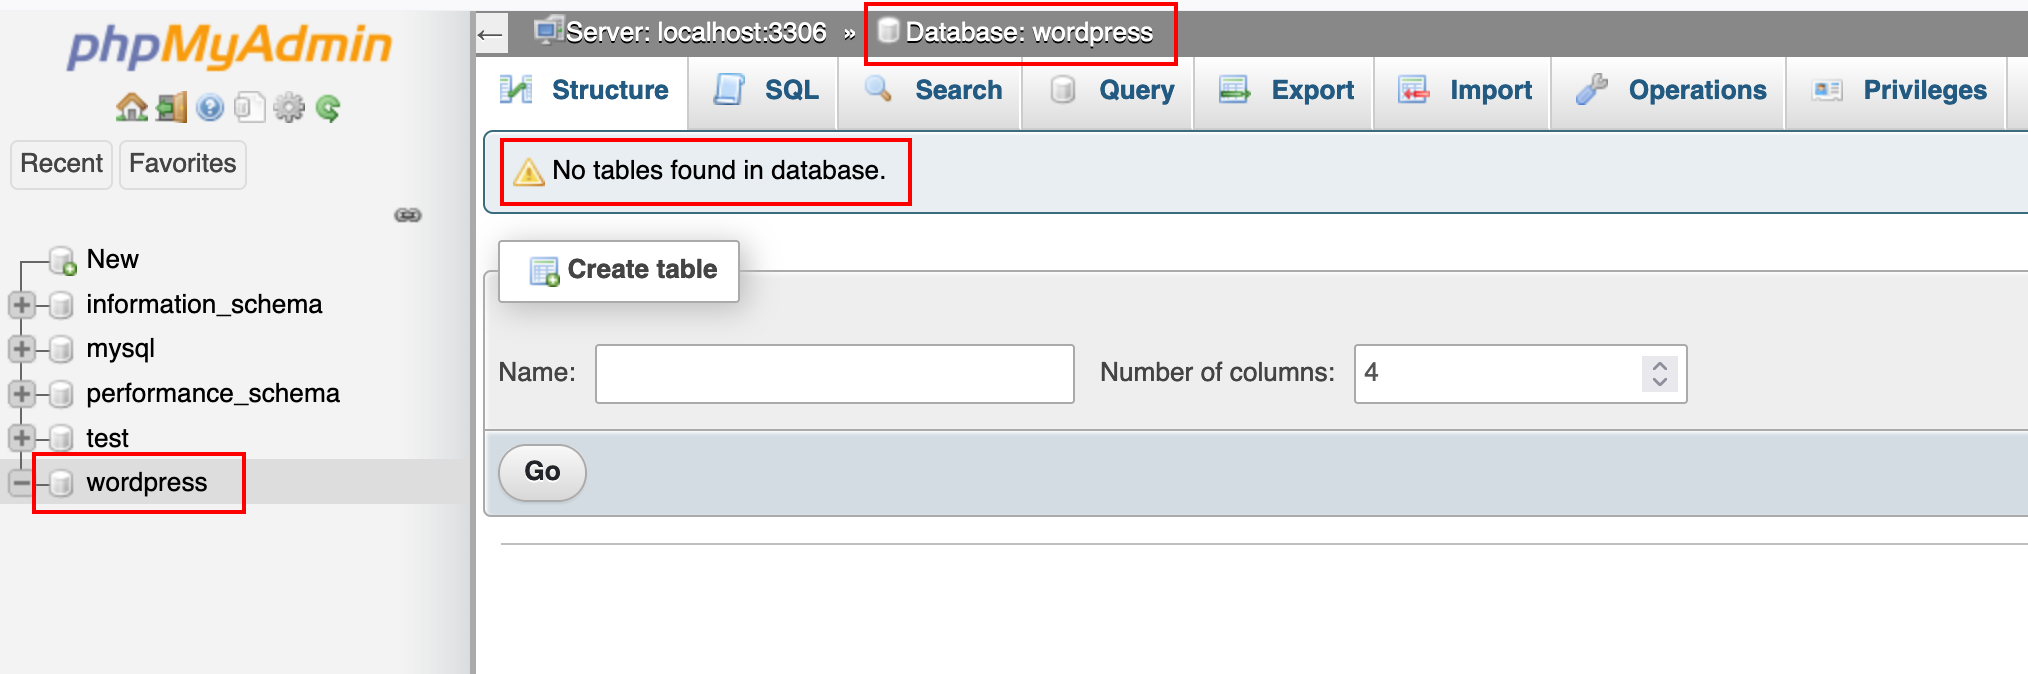 phpMyAdmin
Recent Favorites
New
information_schema
mysql
performance_schema
test
wordpress
Server: localhost:3306 » Database: wordpress
Structure SQL Search Query Export Import Operations Privileges
No tables found in database.
Create table
Name: Number of columns: 4
Go